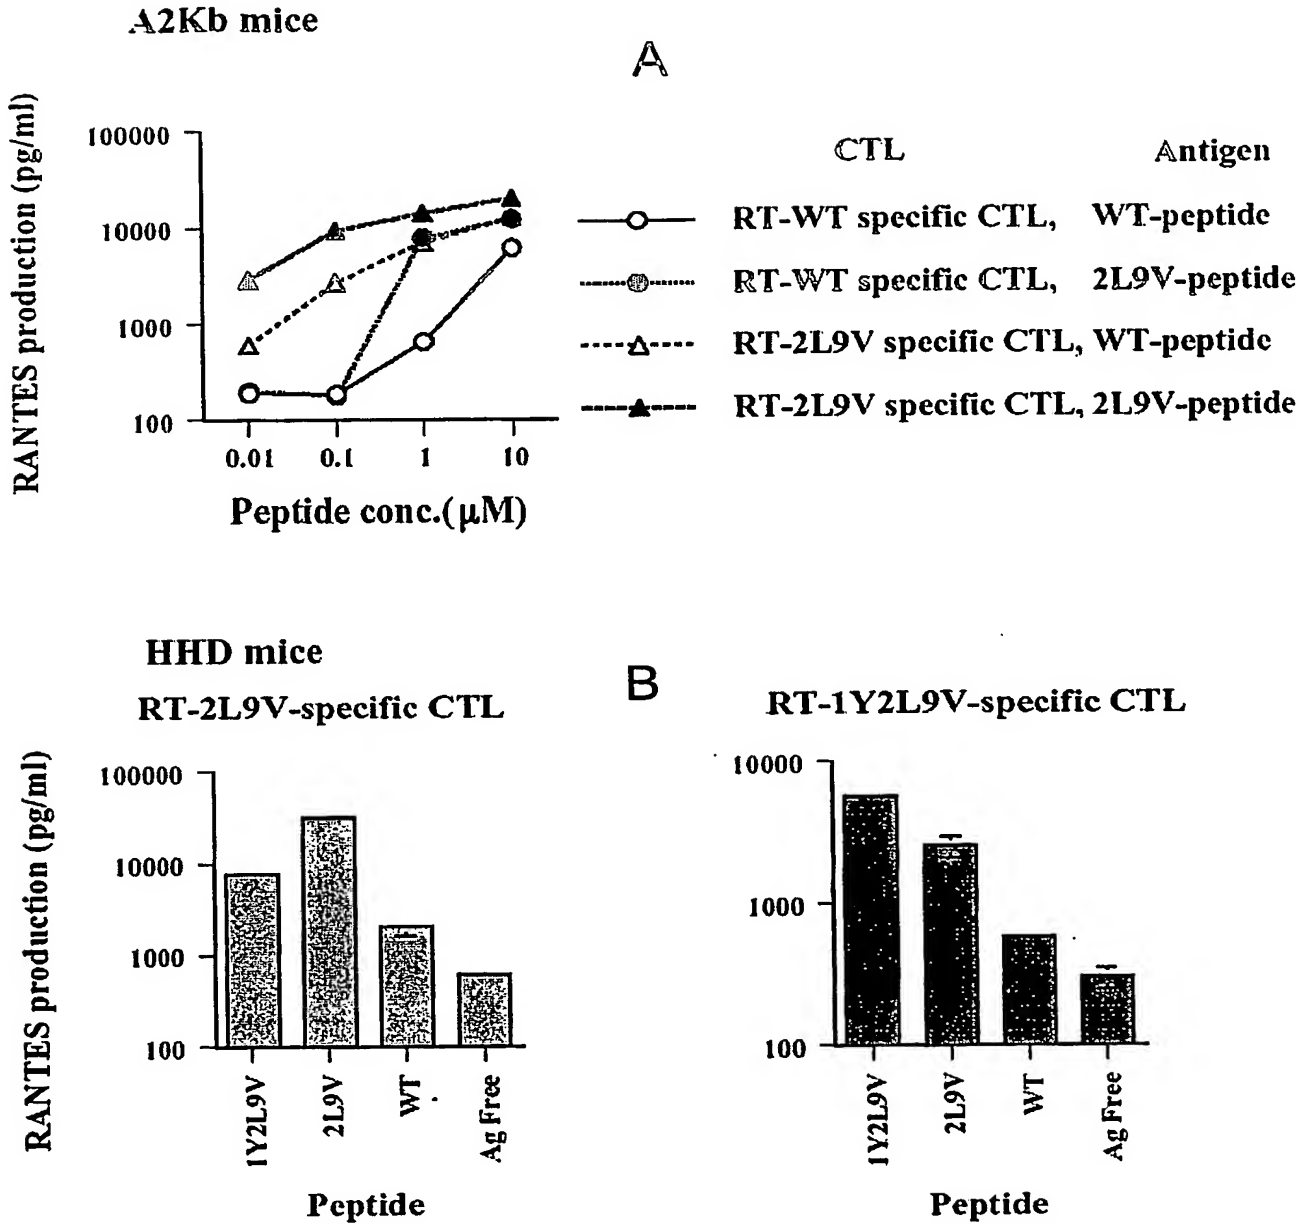 A2Kb mice
A
RANTES production (pg/ml)
100000
10000
1000
100
0.01 0.1 1 10
Peptide conc.(µM)
CTL Antigen
RT-WT specific CTL, WT-peptide
RT-WT specific CTL, 2L9V-peptide
RT-2L9V specific CTL, WT-peptide
RT-2L9V specific CTL, 2L9V-peptide
HHD mice
B
RT-2L9V-specific CTL
RANTES production (pg/ml)
100000
10000
1000
100
1Y2L9V
2L9V
WT
Ag Free
Peptide
RT-1Y2L9V-specific CTL
10000
1000
100
1Y2L9V
2L9V
WT
Ag Free
Peptide